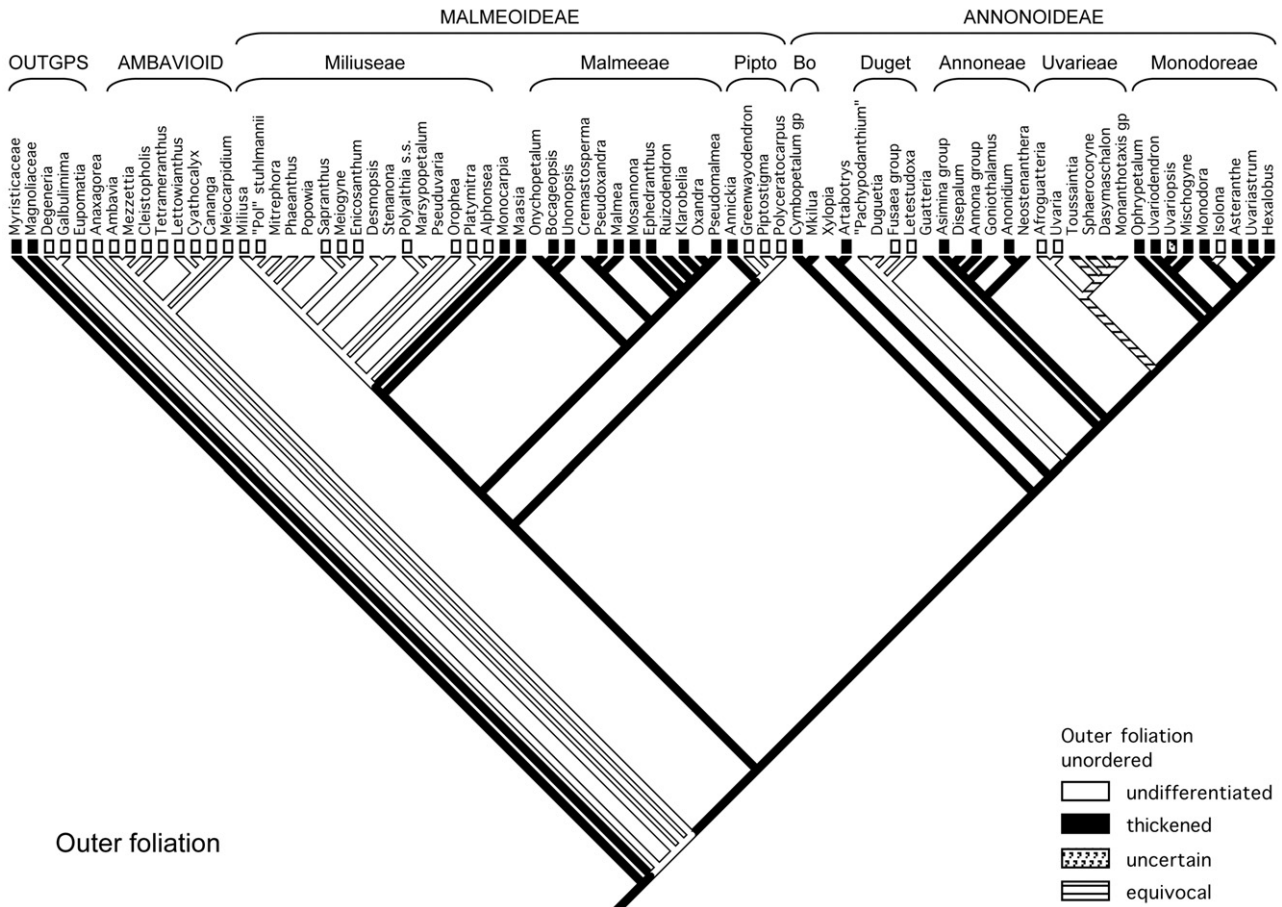 MALMEOIDEAE
ANNONOIDEAE
OUTGPS
AMBAVIOID
Miliuseae
Malmeeae
Pipto
Bo
Duget
Annoneae
Uvarieae
Monodoreae
Myristicaceae
Magnoliaceae
Degeneria
Galbulimima
Eupomatia
Anaxagorea
Ambavia
Mezzettia
Cleistopholis
Tetrameranthus
Lettowianthus
Cyathocalyx
Cananga
Meiocarpidium
Miliusa
"Pol" stuhlmannii
Mitrephora
Phaeanthus
Popowia
Sapranthus
Meiogyne
Enicosanthum
Desmopsis
Stenonona
Polyalthia s.s.
Marsypopetalum
Pseuduvaria
Orophea
Platymitra
Alphonsea
Monocarpia
Maasia
Onychopetalum
Bocageopsis
Unonopsis
Cremastosperma
Pseudoxandra
Malmea
Mosannona
Ephedranthus
Ruizodendron
Klarobelia
Oxandra
Pseudomalmea
Annickia
Greenwayodendron
Piptostigma
Polyceratocarpus
Cymbopetalum gp
Mkilua
Xylopia
Artabotrys
"Pachypodanthium"
Duguetia
Fusaea group
Letestudoxa
Guatteria
Asimina group
Disepalum
Annona group
Goniothalamus
Anonidium
Neostenanthera
Afroguatteria
Uvaria
Toussaintia
Sphaerocoryne
Dasymaschalon
Monanthotaxis gp
Ophrypetalum
Uvariodendron
Uvariopsis
Mischogyne
Monodora
Isolona
Asteranthe
Uvariastrum
Hexalobus
Outer foliation
unordered
undifferentiated
thickened
uncertain
equivocal
Outer foliation